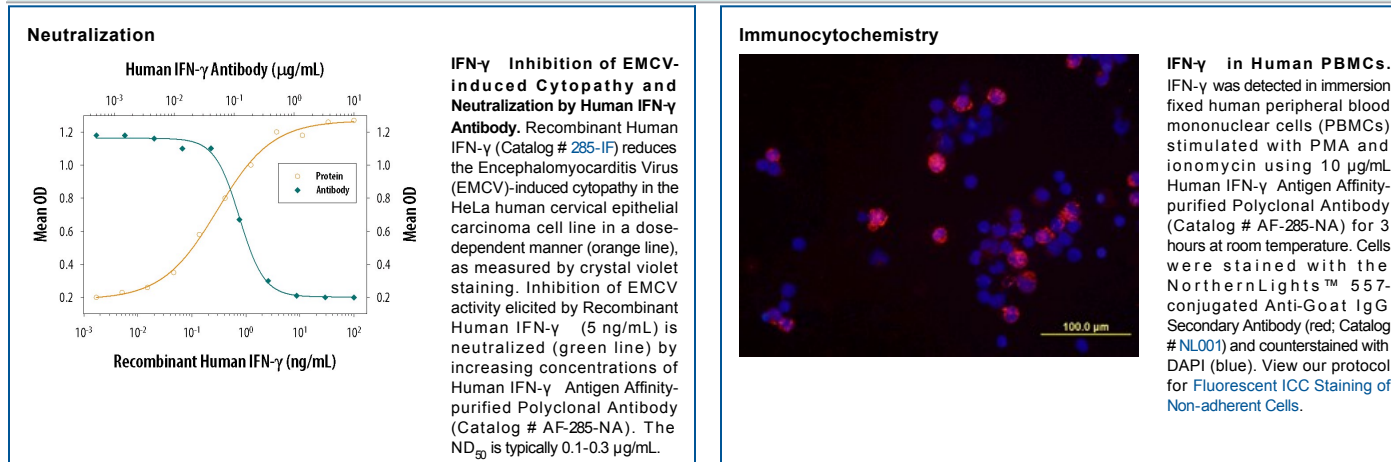 Neutralization
Human IFN-γ Antibody (µg/mL)
10-3 10-2 10-1 100 101
1.2 1.2
1.0 1.0
0.8 0.8
0.6 0.6
0.4 0.4
0.2 0.2
Protein
Antibody
Mean OD
Mean OD
10-3 10-2 10-1 100 101 102
Recombinant Human IFN-γ (ng/mL)
IFN-γ Inhibition of EMCV-
induced Cytopathy and
Neutralization by Human IFN-γ
Antibody. Recombinant Human
IFN-γ (Catalog # 285-IF) reduces
the Encephalomyocarditis Virus
(EMCV)-induced cytopathy in the
HeLa human cervical epithelial
carcinoma cell line in a dose-
dependent manner (orange line),
as measured by crystal violet
staining. Inhibition of EMCV
activity elicited by Recombinant
Human IFN-γ (5 ng/mL) is
neutralized (green line) by
increasing concentrations of
Human IFN-γ Antigen Affinity-
purified Polyclonal Antibody
(Catalog # AF-285-NA). The
ND50 is typically 0.1-0.3 µg/mL.
Immunocytochemistry
100.0 µm
IFN-γ in Human PBMCs.
IFN-γ was detected in immersion
fixed human peripheral blood
mononuclear cells (PBMCs)
stimulated with PMA and
ionomycin using 10 µg/mL
Human IFN-γ Antigen Affinity-
purified Polyclonal Antibody
(Catalog # AF-285-NA) for 3
hours at room temperature. Cells
were stained with the
NorthernLights™ 557-
conjugated Anti-Goat IgG
Secondary Antibody (red; Catalog
# NL001) and counterstained with
DAPI (blue). View our protocol
for Fluorescent ICC Staining of
Non-adherent Cells.